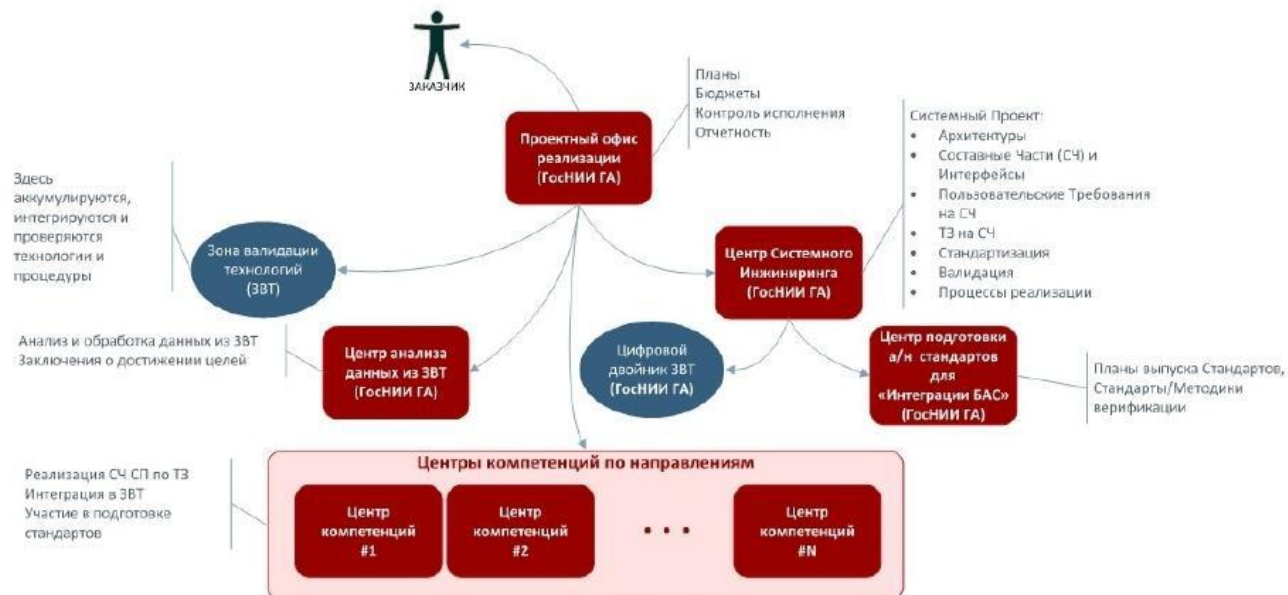 ЗАКАЗЧИК
Планы
Бюджеты
Контроль исполнения
Отчетность
Проектный офис
реализации
(ГосНИИ ГА)
Системный Проект:
• Архитектуры
• Составные Части (СЧ) и
Интерфейсы
• Пользовательские Требования
на СЧ
• ТЗ на СЧ
• Стандартизация
• Валидация
• Процессы реализации
Здесь
аккумулируются,
интегрируются и
проверяются
технологии и
процедуры
Зона валидации
технологий
(ЗВТ)
Центр Системного
Инжиниринга
(ГосНИИ ГА)
Анализ и обработка данных из ЗВТ
Заключения о достижении целей
Центр анализа
данных из ЗВТ
(ГосНИИ ГА)
Цифровой
двойник ЗВТ
(ГосНИИ ГА)
Центр подготовки
а/н стандартов
для
«Интеграции БАС»
(ГосНИИ ГА)
Планы выпуска Стандартов,
Стандарты/Методики
верификации
Реализация СЧ СП по ТЗ
Интеграция в ЗВТ
Участие в подготовке
стандартов
Центры компетенций по направлениям
Центр
компетенций
#1
Центр
компетенций
#2
• • •
Центр
компетенций
#N